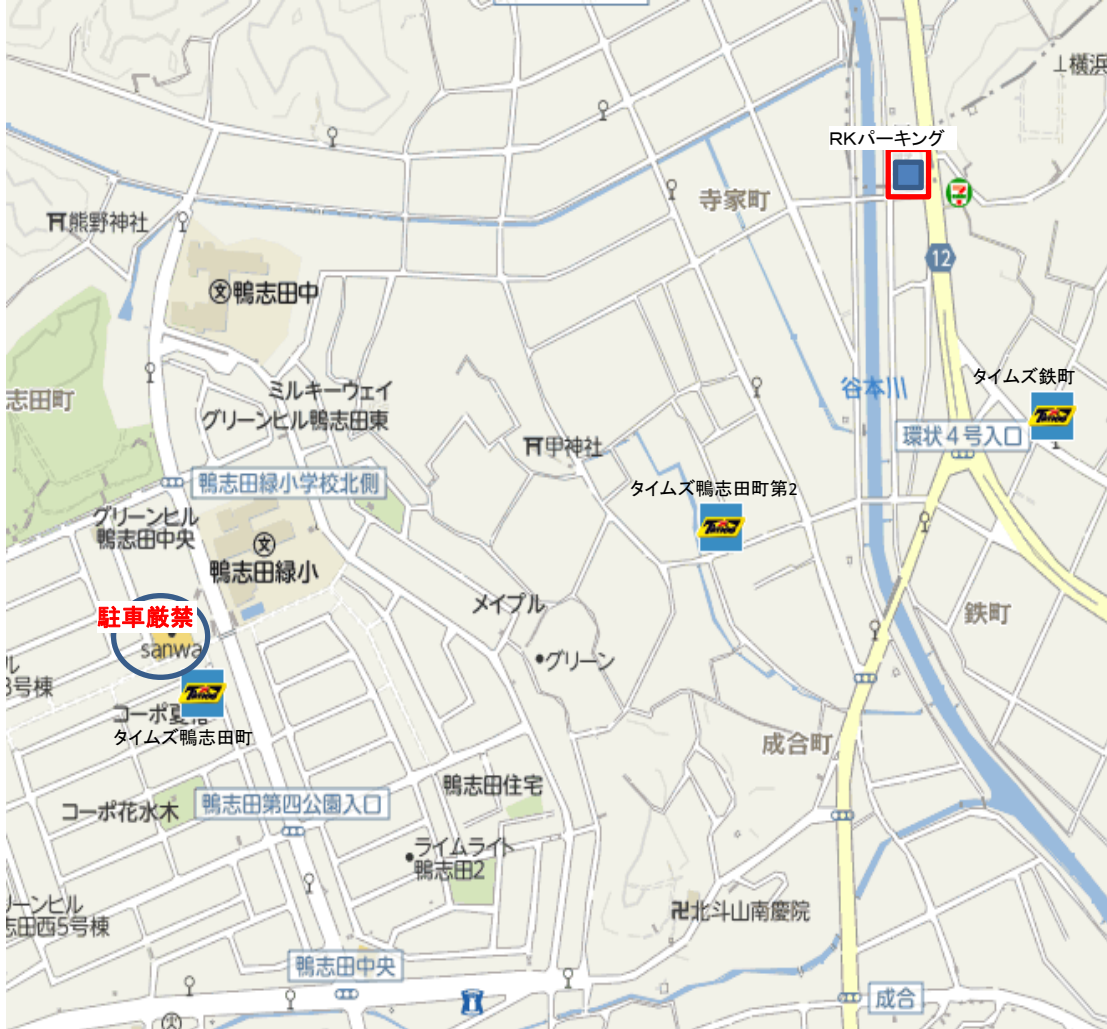 ⊥横浜
RKパーキング
寺家町
熊野神社
12
鴨志田中
タイムズ鉄町
ミルキーウェイ
グリーンヒル鴨志田東
谷本川
志田町
環状4号入口
甲神社
鴨志田緑小学校北側
タイムズ鴨志田町第2
グリーンヒル
鴨志田中央
鴨志田緑小
メイプル
駐車厳禁
鉄町
sanwa
グリーン
ル
3号棟
タイムズ鴨志田町
成合町
鴨志田住宅
コーポ花水木
鴨志田第四公園入口
ライムライト
鴨志田2
リーンヒル
志田西5号棟
北斗山南慶院
鴨志田中央
成合